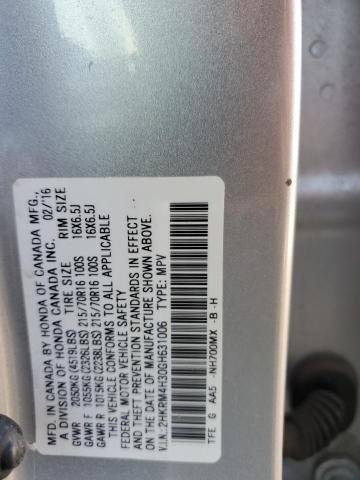 MFD. IN CANADA BY HONDA OF CANADA MFG.,
A DIVISION OF HONDA CANADA INC. 02/16
TIRE SIZE RIM SIZE
GVWR 2050KG(4519LBS)
GAWR F 1055KG(2326LBS) 215/70R16 100S 16X6.5J
GAWR R 1015KG(2238LBS) 215/70R16 100S 16X6.5J
THIS VEHICLE CONFORMS TO ALL APPLICABLE
FEDERAL MOTOR VEHICLE SAFETY
AND THEFT PREVENTION STANDARDS IN EFFECT
ON THE DATE OF MANUFACTURE SHOWN ABOVE.
V.I.N.:2HKRM4H30GH631006 TYPE: MPV
TFE G AA5 NH700MX -B -H